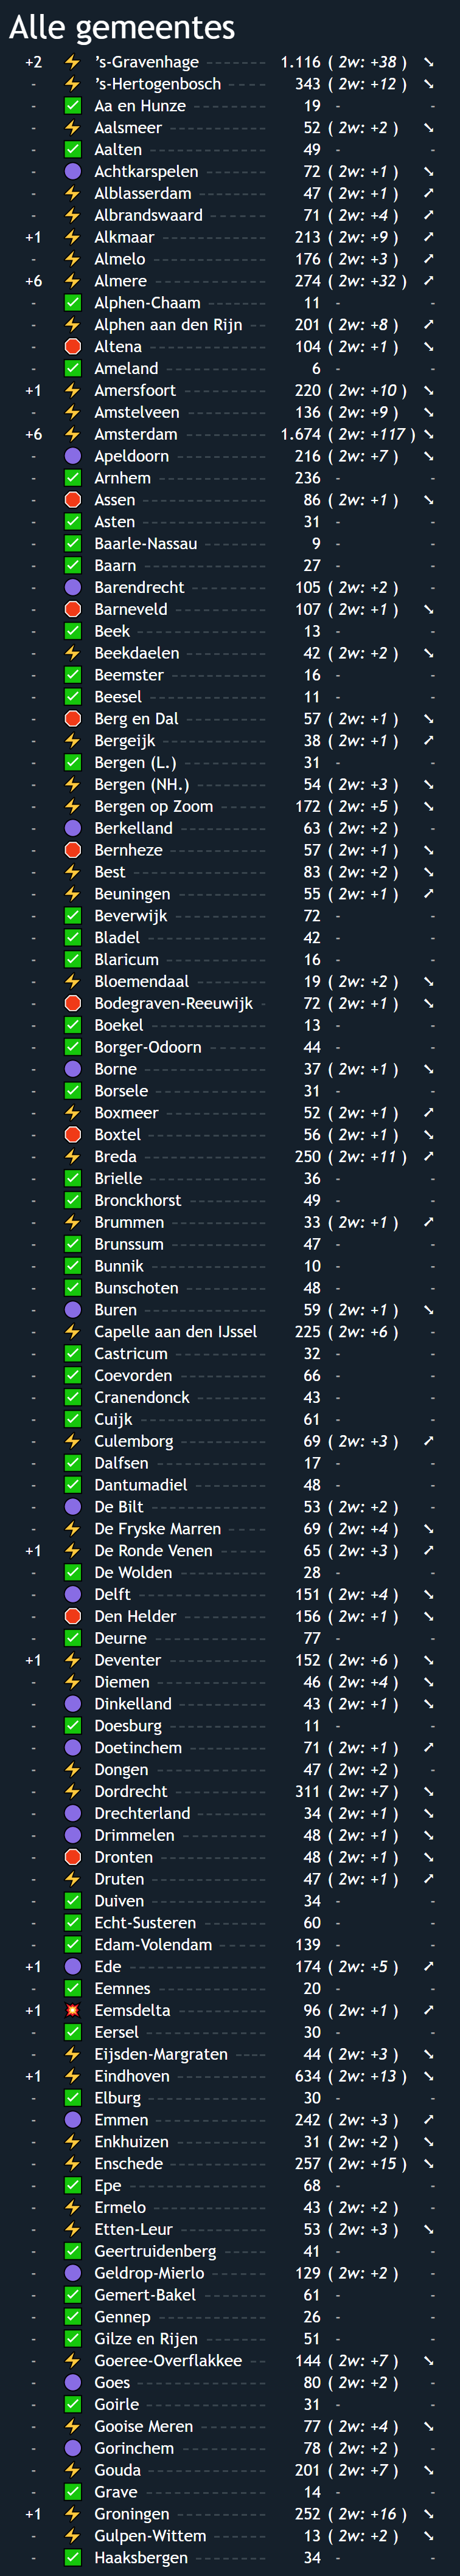 Alle gemeentes
+2 ⚡ ’s-Gravenhage 1.116 ( 2w: +38 ) ➘
- ⚡ ’s-Hertogenbosch 343 ( 2w: +12 ) ➘
- ✅ Aa en Hunze 19 - -
- ⚡ Aalsmeer 52 ( 2w: +2 ) ➘
- ✅ Aalten 49 - -
- 🟣 Achtkarspelen 72 ( 2w: +1 ) ➘
- ⚡ Alblasserdam 47 ( 2w: +1 ) ➚
- ⚡ Albrandswaard 71 ( 2w: +4 ) ➚
+1 ⚡ Alkmaar 213 ( 2w: +9 ) ➚
- ⚡ Almelo 176 ( 2w: +3 ) ➚
+6 ⚡ Almere 274 ( 2w: +32 ) ➚
- ✅ Alphen-Chaam 11 - -
- ⚡ Alphen aan den Rijn 201 ( 2w: +8 ) ➚
- 🛑 Altena 104 ( 2w: +1 ) ➘
- ✅ Ameland 6 - -
+1 ⚡ Amersfoort 220 ( 2w: +10 ) ➘
- ⚡ Amstelveen 136 ( 2w: +9 ) ➘
+6 ⚡ Amsterdam 1.674 ( 2w: +117 ) ➘
- 🟣 Apeldoorn 216 ( 2w: +7 ) ➘
- ✅ Arnhem 236 - -
- 🛑 Assen 86 ( 2w: +1 ) ➘
- ✅ Asten 31 - -
- ✅ Baarle-Nassau 9 - -
- ✅ Baarn 27 - -
- 🟣 Barendrecht 105 ( 2w: +2 ) -
- 🛑 Barneveld 107 ( 2w: +1 ) ➘
- ✅ Beek 13 - -
- ⚡ Beekdaelen 42 ( 2w: +2 ) ➘
- ✅ Beemster 16 - -
- ✅ Beesel 11 - -
- 🛑 Berg en Dal 57 ( 2w: +1 ) ➘
- ⚡ Bergeijk 38 ( 2w: +1 ) ➚
- ✅ Bergen (L.) 31 - -
- ⚡ Bergen (NH.) 54 ( 2w: +3 ) ➘
- ⚡ Bergen op Zoom 172 ( 2w: +5 ) ➘
- 🟣 Berkelland 63 ( 2w: +2 ) -
- 🛑 Bernheze 57 ( 2w: +1 ) ➘
- ⚡ Best 83 ( 2w: +2 ) ➘
- ⚡ Beuningen 55 ( 2w: +1 ) ➚
- ✅ Beverwijk 72 - -
- ✅ Bladel 42 - -
- ✅ Blaricum 16 - -
- ⚡ Bloemendaal 19 ( 2w: +2 ) ➘
- 🛑 Bodegraven-Reeuwijk 72 ( 2w: +1 ) ➘
- ✅ Boekel 13 - -
- ✅ Borger-Odoorn 44 - -
- 🟣 Borne 37 ( 2w: +1 ) ➘
- ✅ Borsele 31 - -
- ⚡ Boxmeer 52 ( 2w: +1 ) ➚
- 🛑 Boxtel 56 ( 2w: +1 ) ➘
- ⚡ Breda 250 ( 2w: +11 ) ➚
- ✅ Brielle 36 - -
- ✅ Bronckhorst 49 - -
- ⚡ Brummen 33 ( 2w: +1 ) ➚
- ✅ Brunssum 47 - -
- ✅ Bunnik 10 - -
- ✅ Bunschoten 48 - -
- 🟣 Buren 59 ( 2w: +1 ) ➘
- ⚡ Capelle aan den IJssel 225 ( 2w: +6 ) -
- ✅ Castricum 32 - -
- ✅ Coevorden 66 - -
- ✅ Cranendonck 43 - -
- ✅ Cuijk 61 - -
- ⚡ Culemborg 69 ( 2w: +3 ) ➚
- ✅ Dalfsen 17 - -
- ✅ Dantumadiel 48 - -
- 🟣 De Bilt 53 ( 2w: +2 ) -
- ⚡ De Fryske Marren 69 ( 2w: +4 ) ➘
+1 ⚡ De Ronde Venen 65 ( 2w: +3 ) ➚
- ✅ De Wolden 28 - -
- 🟣 Delft 151 ( 2w: +4 ) ➘
- 🛑 Den Helder 156 ( 2w: +1 ) ➘
- ✅ Deurne 77 - -
+1 ⚡ Deventer 152 ( 2w: +6 ) ➘
- ⚡ Diemen 46 ( 2w: +4 ) ➘
- 🟣 Dinkelland 43 ( 2w: +1 ) ➘
- ✅ Doesburg 11 - -
- 🟣 Doetinchem 71 ( 2w: +1 ) ➚
- ⚡ Dongen 47 ( 2w: +2 ) -
- ⚡ Dordrecht 311 ( 2w: +7 ) ➘
- 🟣 Drechterland 34 ( 2w: +1 ) ➘
- 🟣 Drimmelen 48 ( 2w: +1 ) ➘
- 🛑 Dronten 48 ( 2w: +1 ) ➘
- ⚡ Druten 47 ( 2w: +1 ) ➚
- ✅ Duiven 34 - -
- ✅ Echt-Susteren 60 - -
- ✅ Edam-Volendam 139 - -
+1 🟣 Ede 174 ( 2w: +5 ) ➚
- ✅ Eemnes 20 - -
+1 💥 Eemsdelta 96 ( 2w: +1 ) ➚
- ✅ Eersel 30 - -
- ⚡ Eijsden-Margraten 44 ( 2w: +3 ) ➘
+1 ⚡ Eindhoven 634 ( 2w: +13 ) ➘
- ✅ Elburg 30 - -
- 🟣 Emmen 242 ( 2w: +3 ) ➚
- ⚡ Enkhuizen 31 ( 2w: +2 ) ➘
- ⚡ Enschede 257 ( 2w: +15 ) ➘
- ✅ Epe 68 - -
- ⚡ Ermelo 43 ( 2w: +2 ) -
- ⚡ Etten-Leur 53 ( 2w: +3 ) ➘
- ✅ Geertruidenberg 41 - -
- 🟣 Geldrop-Mierlo 129 ( 2w: +2 ) -
- ✅ Gemert-Bakel 61 - -
- ✅ Gennep 26 - -
- ✅ Gilze en Rijen 51 - -
- ⚡ Goeree-Overflakkee 144 ( 2w: +7 ) ➘
- 🟣 Goes 80 ( 2w: +2 ) -
- ✅ Goirle 31 - -
- ⚡ Gooise Meren 77 ( 2w: +4 ) ➘
- 🟣 Gorinchem 78 ( 2w: +2 ) -
- ⚡ Gouda 201 ( 2w: +7 ) ➘
- ✅ Grave 14 - -
+1 ⚡ Groningen 252 ( 2w: +16 ) ➘
- ⚡ Gulpen-Wittem 13 ( 2w: +2 ) ➘
- ✅ Haaksbergen 34 - -